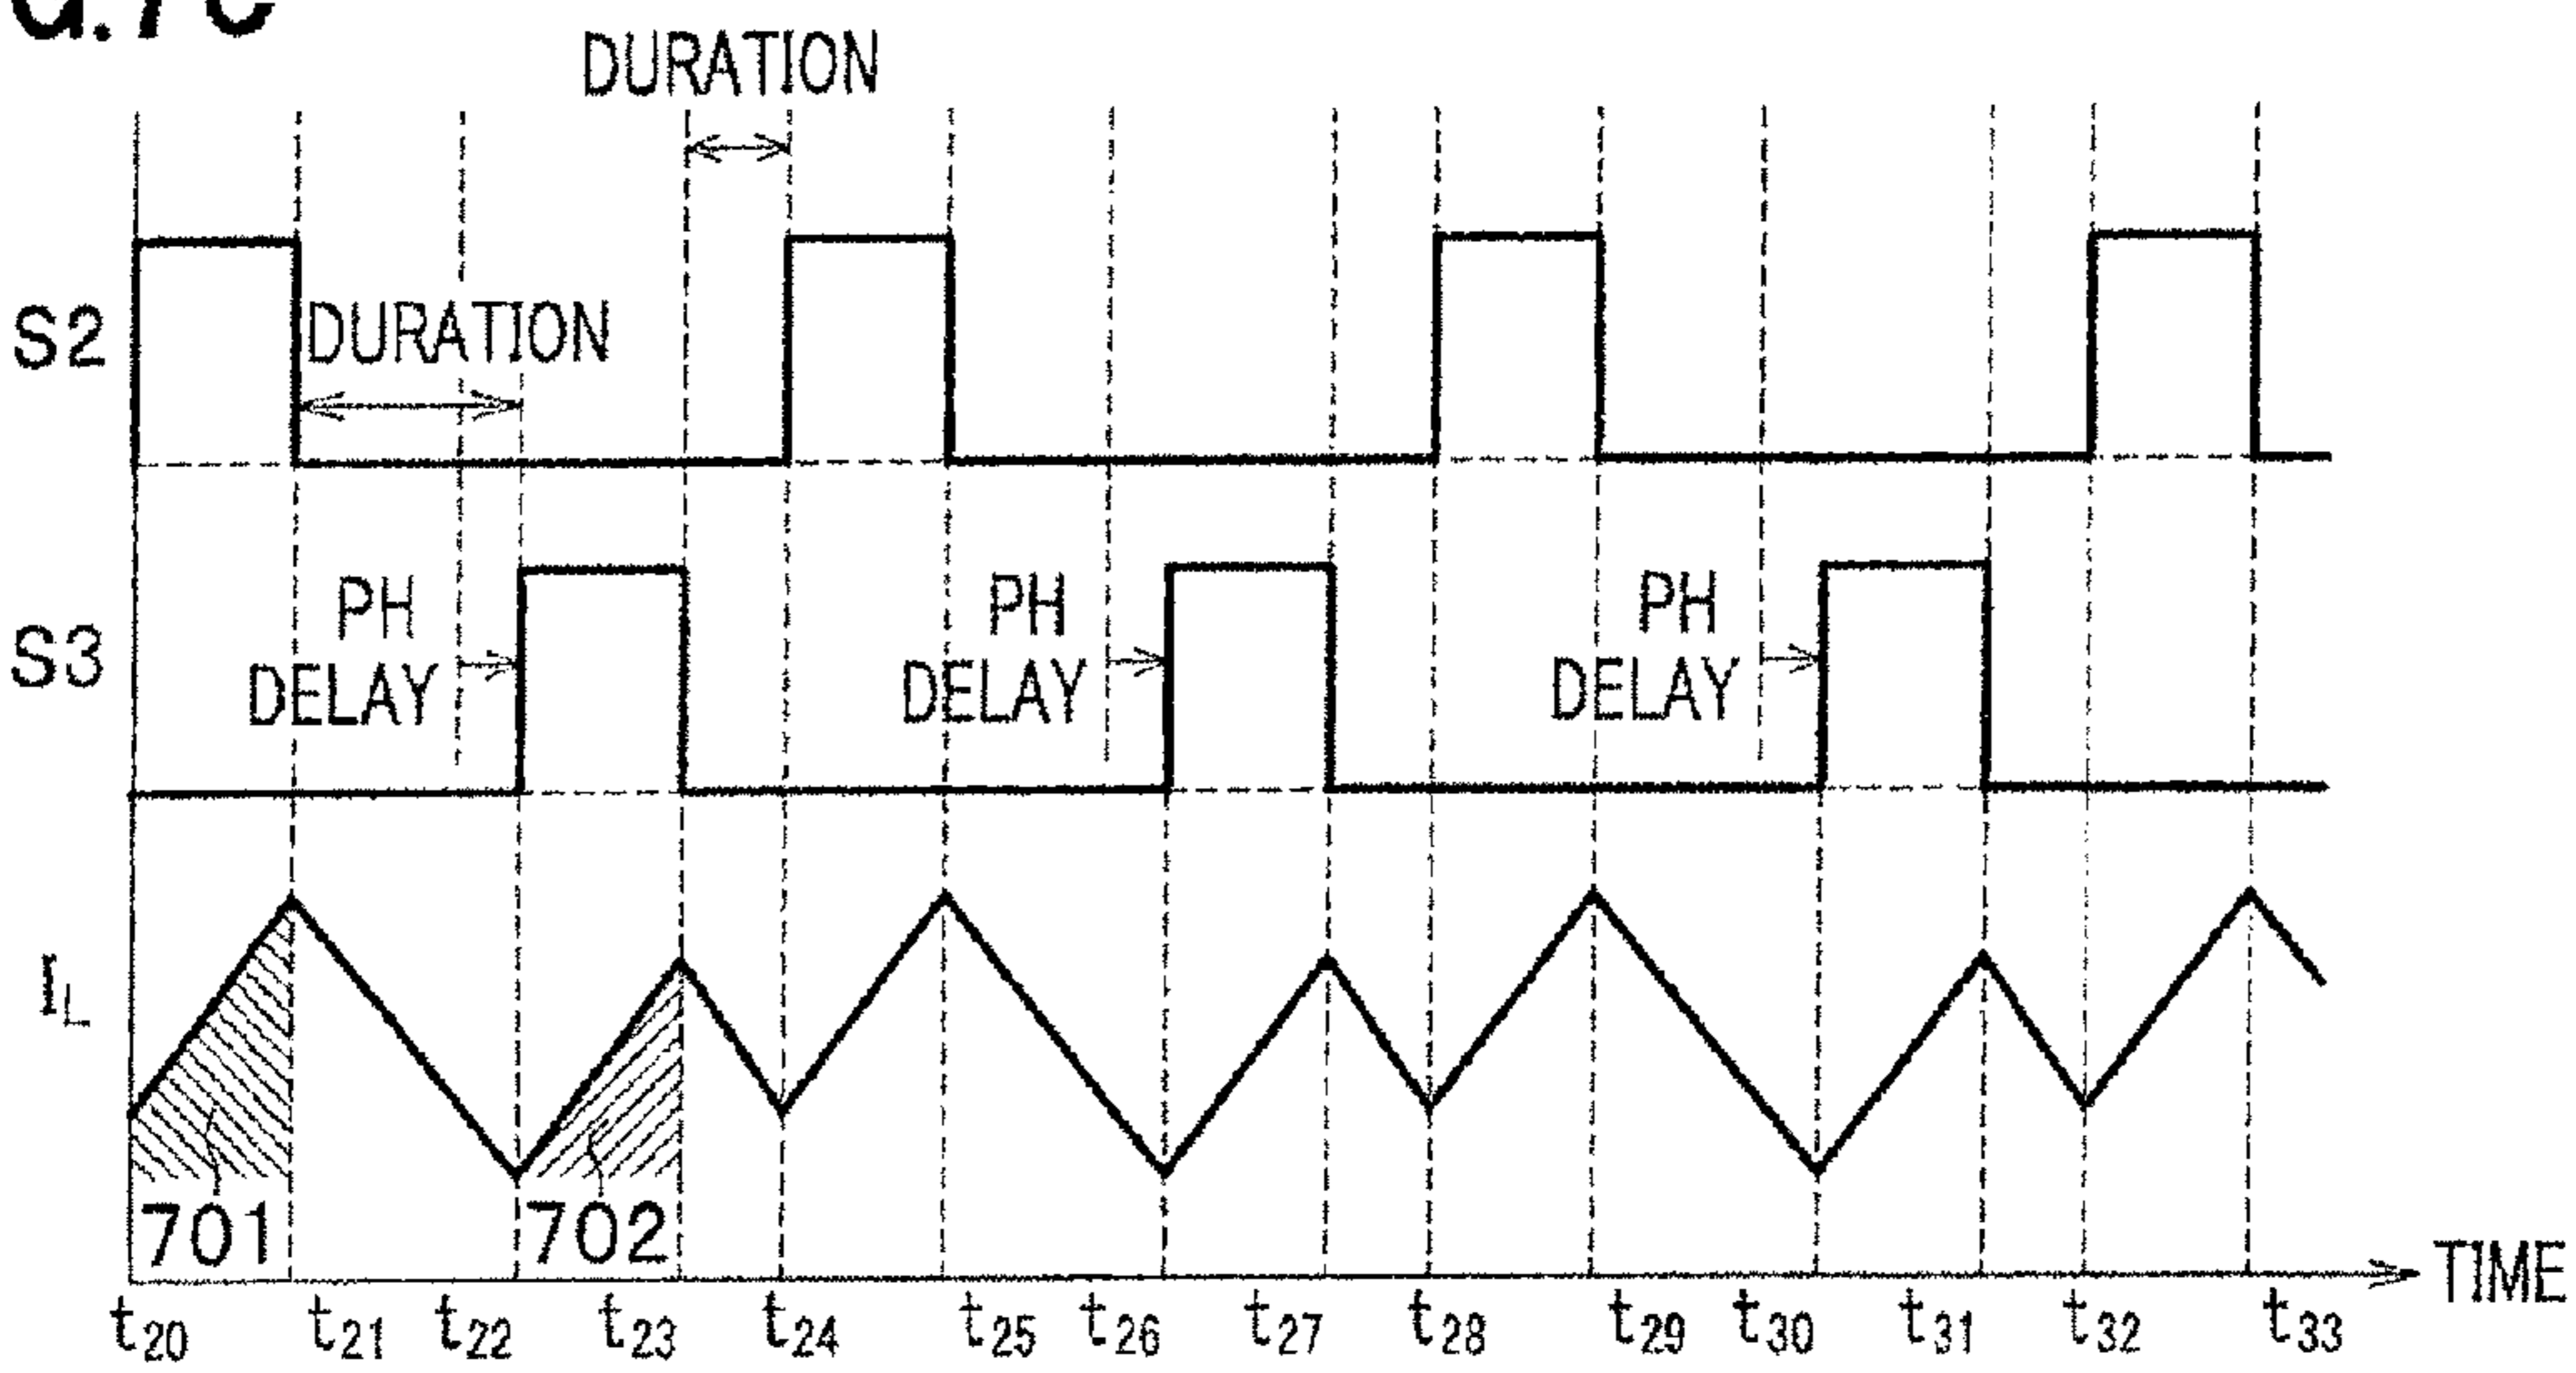 DURATION
S2
DURATION
S3
PH DELAY
PH DELAY
PH DELAY
IL
701
702
TIME
t20 t21 t22 t23 t24 t25 t26 t27 t28 t29 t30 t31 t32 t33